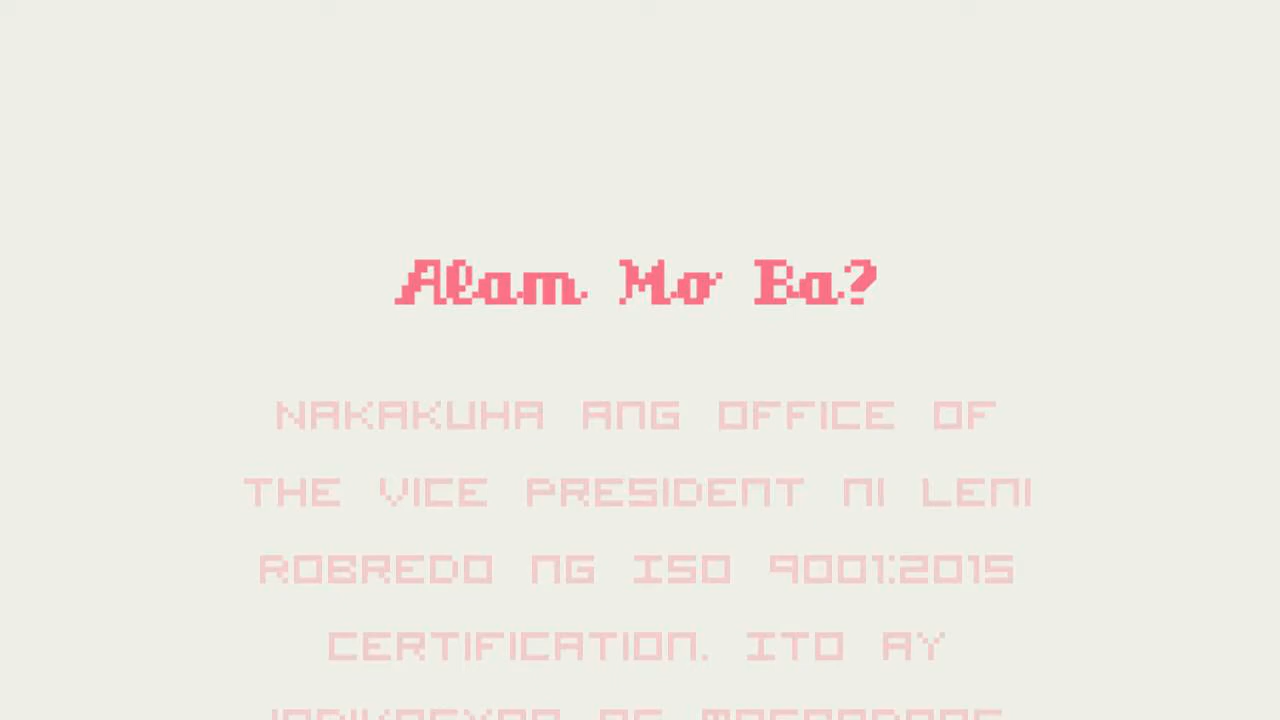 Alam Mo Ba?
NAKAKUHA ANG OFFICE OF
THE VICE PRESIDENT NI LENI
ROBREDO NG ISO 9001:2015
CERTIFICATION. ITO AY